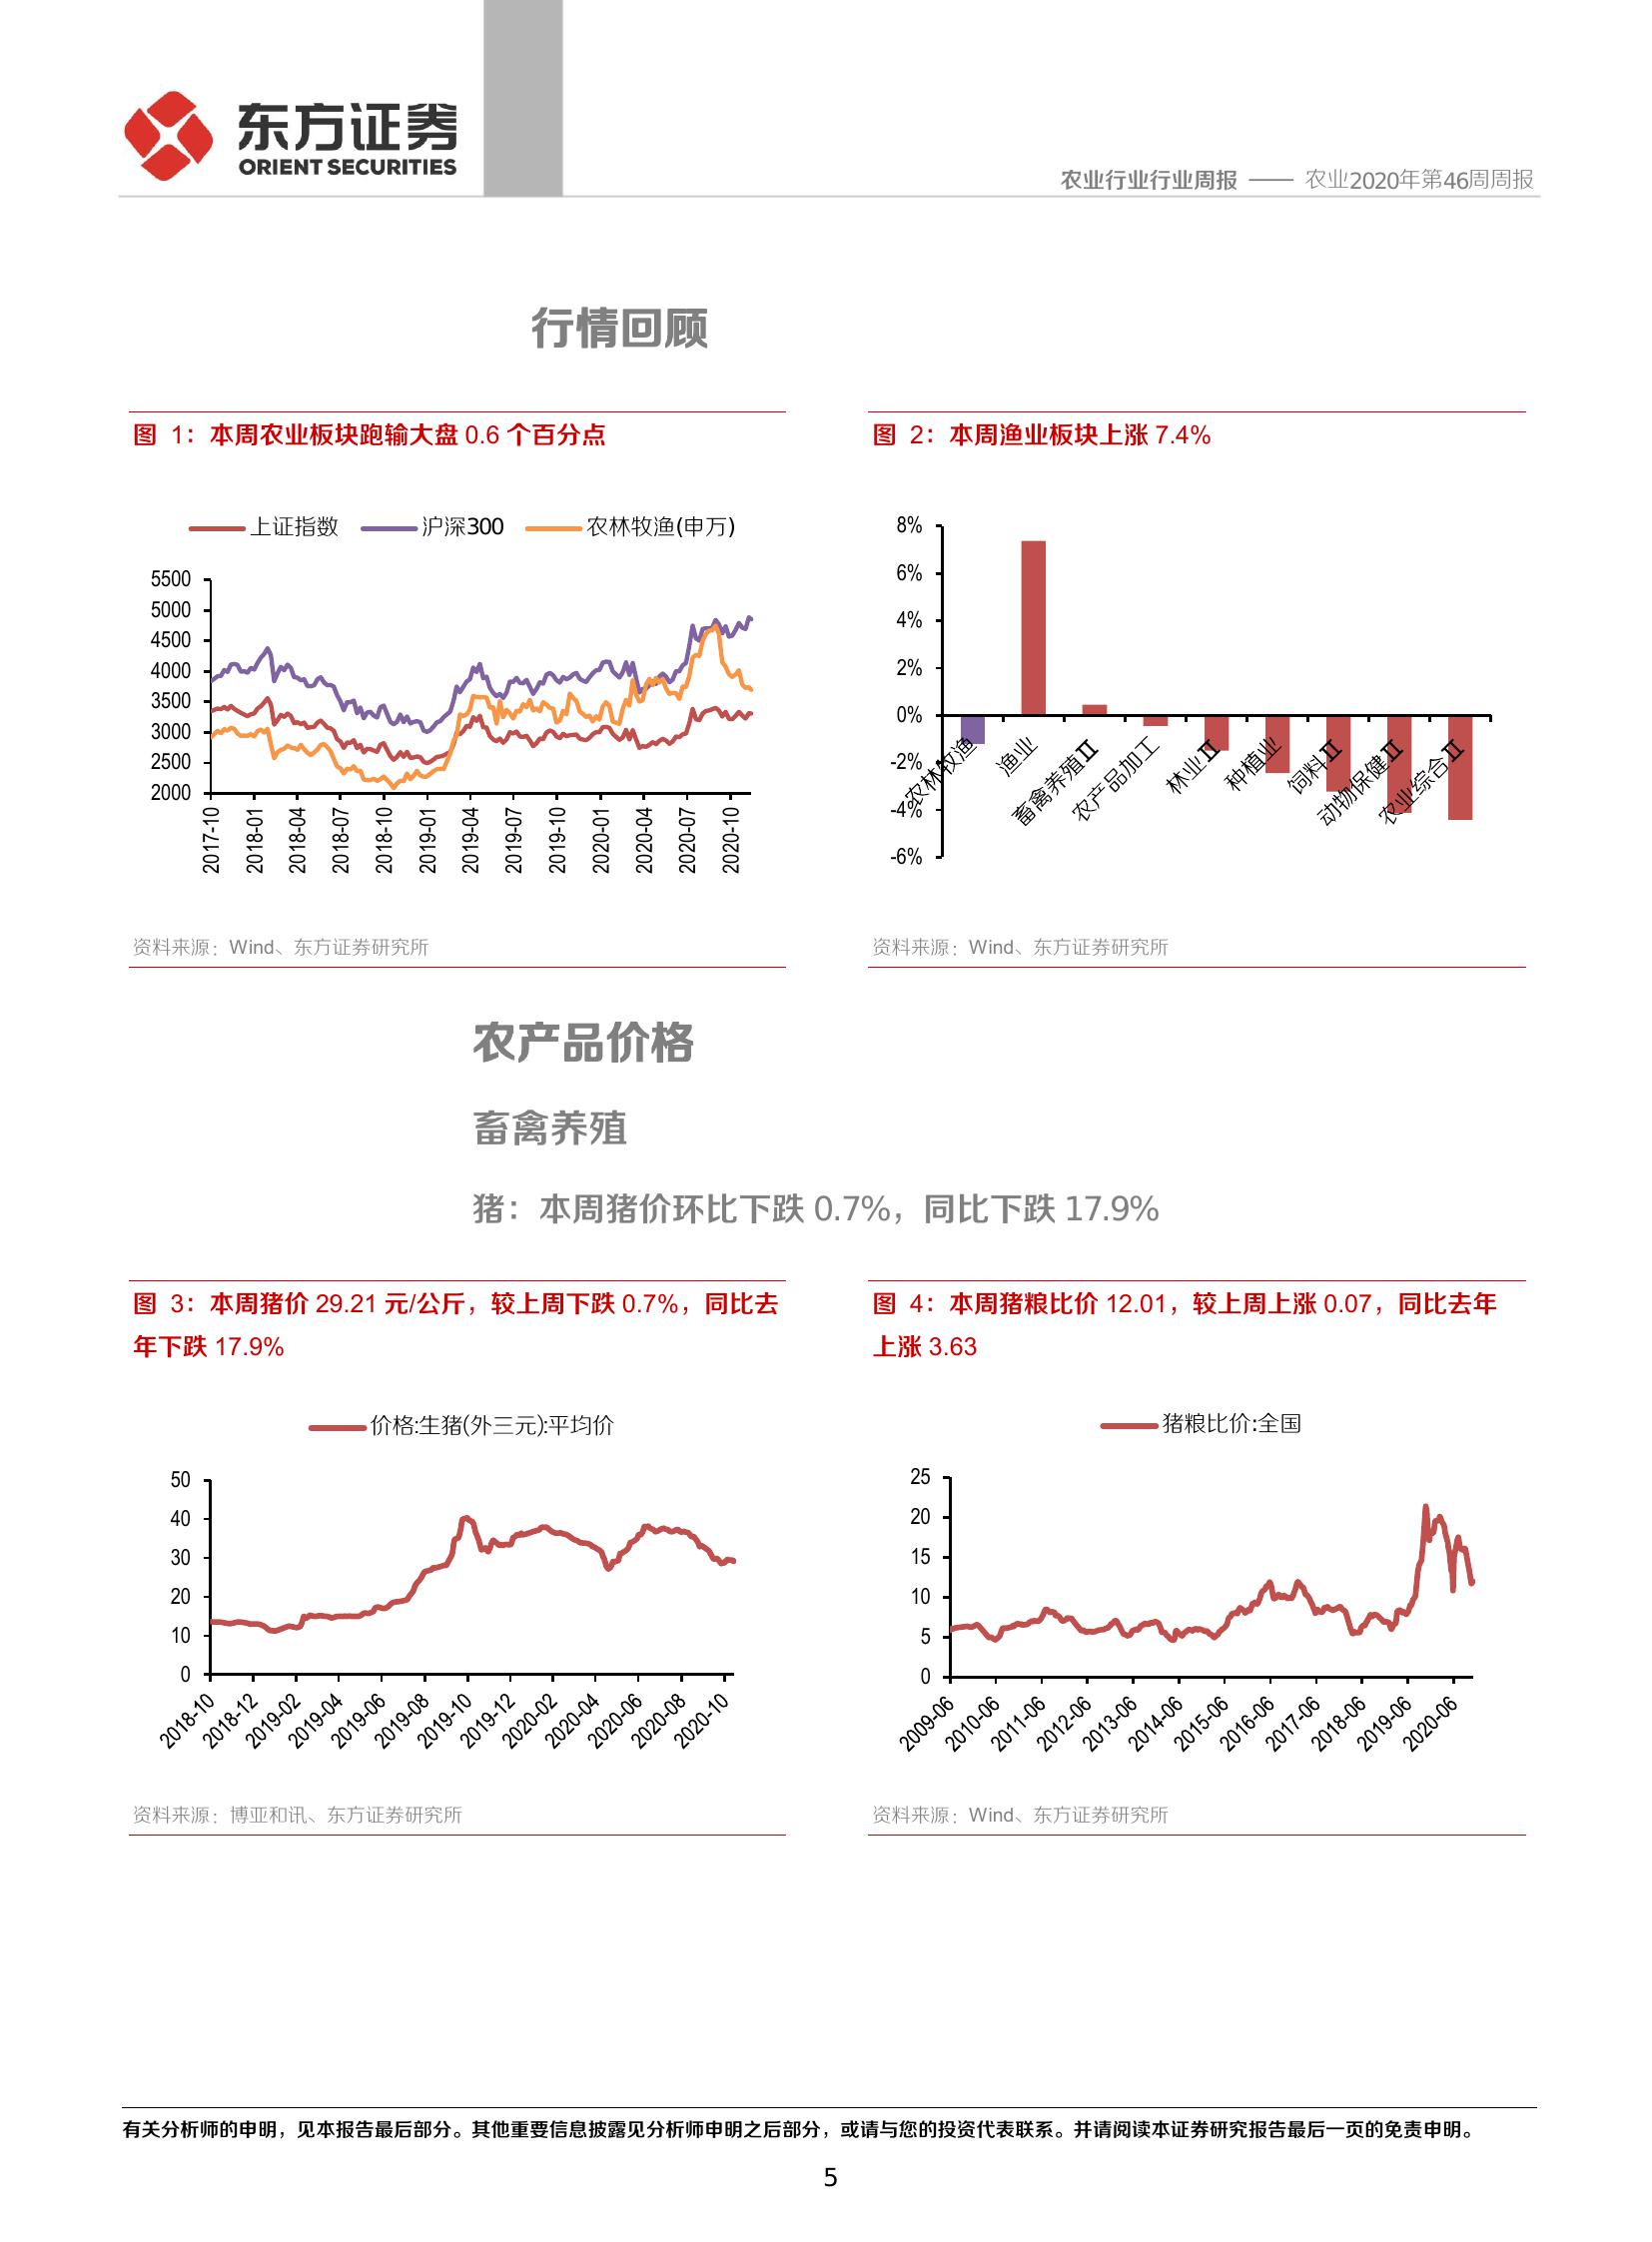 东方证券
ORIENT SECURITIES
农业行业行业周报 —— 农业2020年第46周周报
行情回顾
图 1：本周农业板块跑输大盘 0.6 个百分点
上证指数 沪深300 农林牧渔(申万)
5500
5000
4500
4000
3500
3000
2500
2000
2017-10 2018-01 2018-04 2018-07 2018-10 2019-01 2019-04 2019-07 2019-10 2020-01 2020-04 2020-07 2020-10
资料来源：Wind、东方证券研究所
图 2：本周渔业板块上涨 7.4%
8%
6%
4%
2%
0%
-2%
-4%
-6%
农林牧渔 渔业 畜禽养殖Ⅱ 农产品加工 林业Ⅱ 种植业 饲料Ⅱ 动物保健Ⅱ 农业综合Ⅱ
资料来源：Wind、东方证券研究所
农产品价格
畜禽养殖
猪：本周猪价环比下跌 0.7%，同比下跌 17.9%
图 3：本周猪价 29.21 元/公斤，较上周下跌 0.7%，同比去
年下跌 17.9%
价格:生猪(外三元):平均价
50
40
30
20
10
0
2018-10 2018-12 2019-02 2019-04 2019-06 2019-08 2019-10 2019-12 2020-02 2020-04 2020-06 2020-08 2020-10
资料来源：博亚和讯、东方证券研究所
图 4：本周猪粮比价 12.01，较上周上涨 0.07，同比去年
上涨 3.63
猪粮比价:全国
25
20
15
10
5
0
2009-06 2010-06 2011-06 2012-06 2013-06 2014-06 2015-06 2016-06 2017-06 2018-06 2019-06 2020-06
资料来源：Wind、东方证券研究所
有关分析师的申明，见本报告最后部分。其他重要信息披露见分析师申明之后部分，或请与您的投资代表联系。并请阅读本证券研究报告最后一页的免责申明。
5